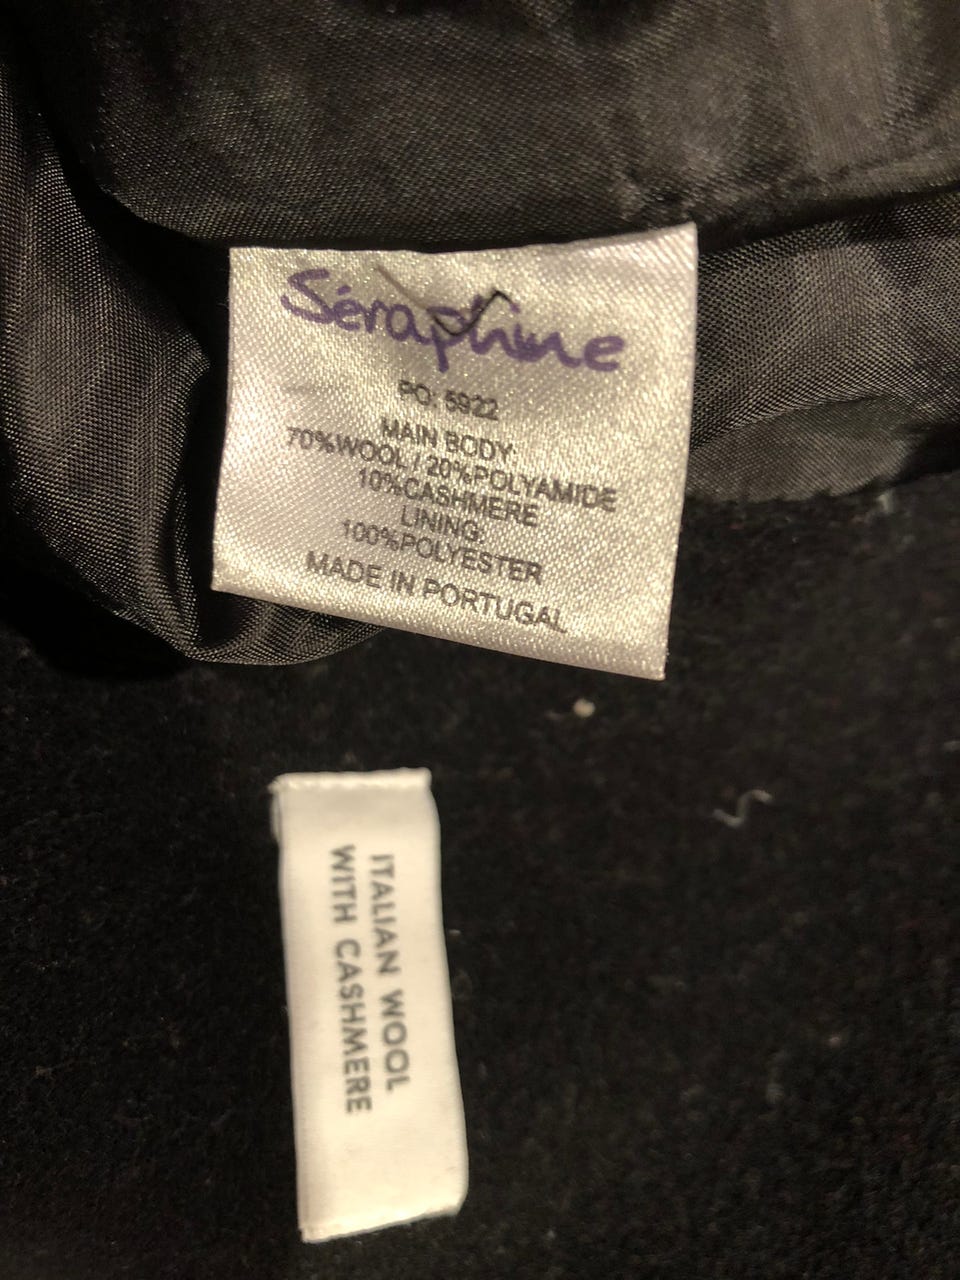 Séraphine
PO: 5922
MAIN BODY:
70%WOOL / 20%POLYAMIDE
10%CASHMERE
LINING:
100%POLYESTER
MADE IN PORTUGAL
ITALIAN WOOL
WITH CASHMERE